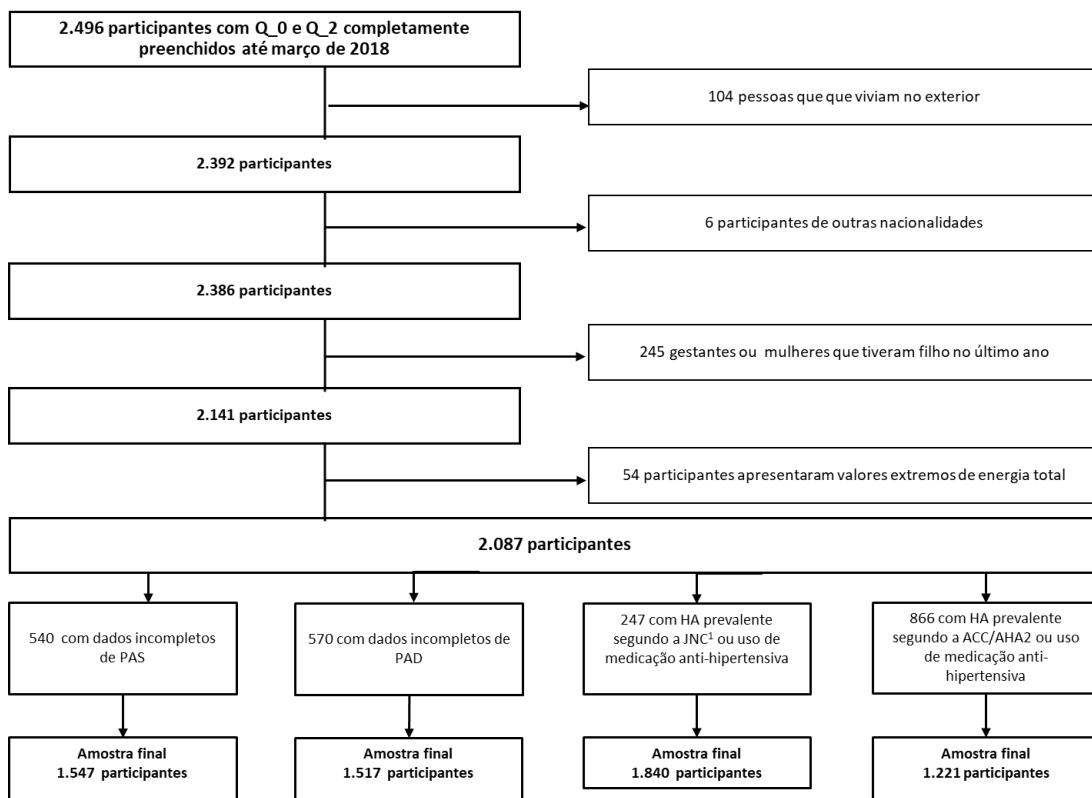 2.496 participantes com Q_0 e Q_2 completamente
preenchidos até março de 2018
104 pessoas que que viviam no exterior
2.392 participantes
6 participantes de outras nacionalidades
2.386 participantes
245 gestantes ou mulheres que tiveram filho no último ano
2.141 participantes
54 participantes apresentaram valores extremos de energia total
2.087 participantes
540 com dados incompletos
de PAS
570 com dados incompletos de
PAD
247 com HA prevalente
segundo a JNC¹ ou uso de
medicação anti-hipertensiva
866 com HA prevalente
segundo a ACC/AHA2 ou uso
de medicação anti-
hipertensiva
Amostra final
1.547 participantes
Amostra final
1.517 participantes
Amostra final
1.840 participantes
Amostra final
1.221 participantes